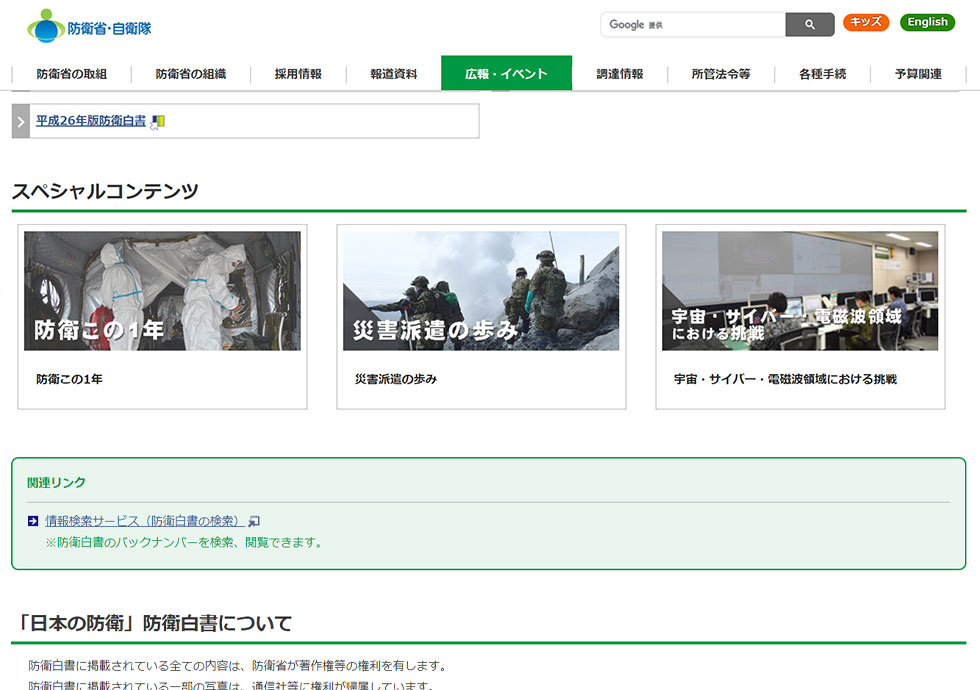 防衛省・自衛隊
Google 提供
キッズ
English
防衛省の取組
防衛省の組織
採用情報
報道資料
広報・イベント
調達情報
所管法令等
各種手続
予算関連
平成26年版防衛白書
スペシャルコンテンツ
防衛この1年
災害派遣の歩み
宇宙・サイバー・電磁波領域
における挑戦
防衛この1年
災害派遣の歩み
宇宙・サイバー・電磁波領域における挑戦
関連リンク
情報検索サービス（防衛白書の検索）
※防衛白書のバックナンバーを検索、閲覧できます。
「日本の防衛」防衛白書について
防衛白書に掲載されている全ての内容は、防衛省が著作権等の権利を有します。
防衛白書に掲載されている一部の写真は、通信社等に権利が帰属しています。